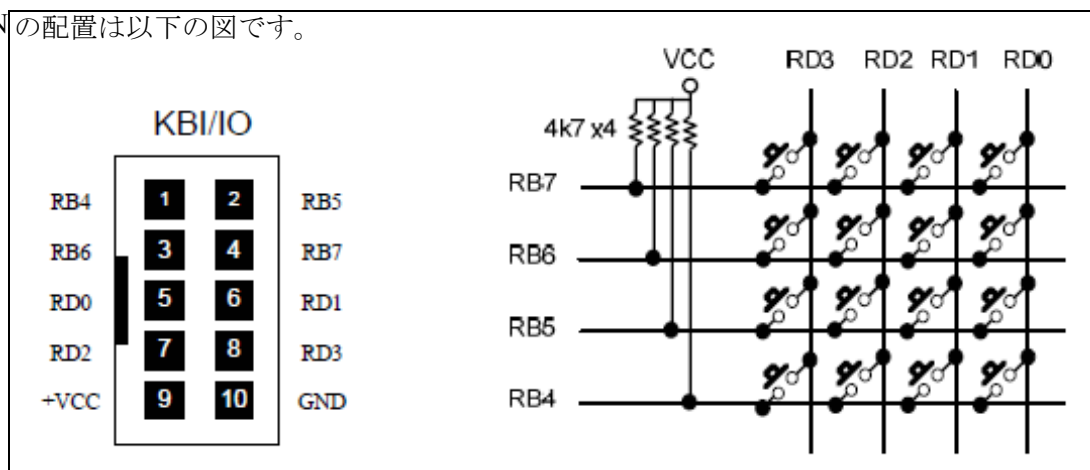 Nの配置は以下の図です。
KBI/IO
RB4 1 2 RB5
RB6 3 4 RB7
RD0 5 6 RD1
RD2 7 8 RD3
+VCC 9 10 GND
VCC RD3 RD2 RD1 RD0
4k7 x4
RB7
RB6
RB5
RB4